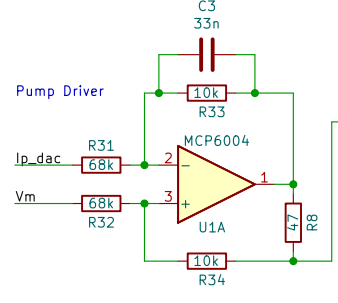 C3
33n
Pump Driver
10k
R33
R31
MCP6004
Ip_dac
68k
2
−
1
Vm
68k
3
+
R32
U1A
47
R8
10k
R34